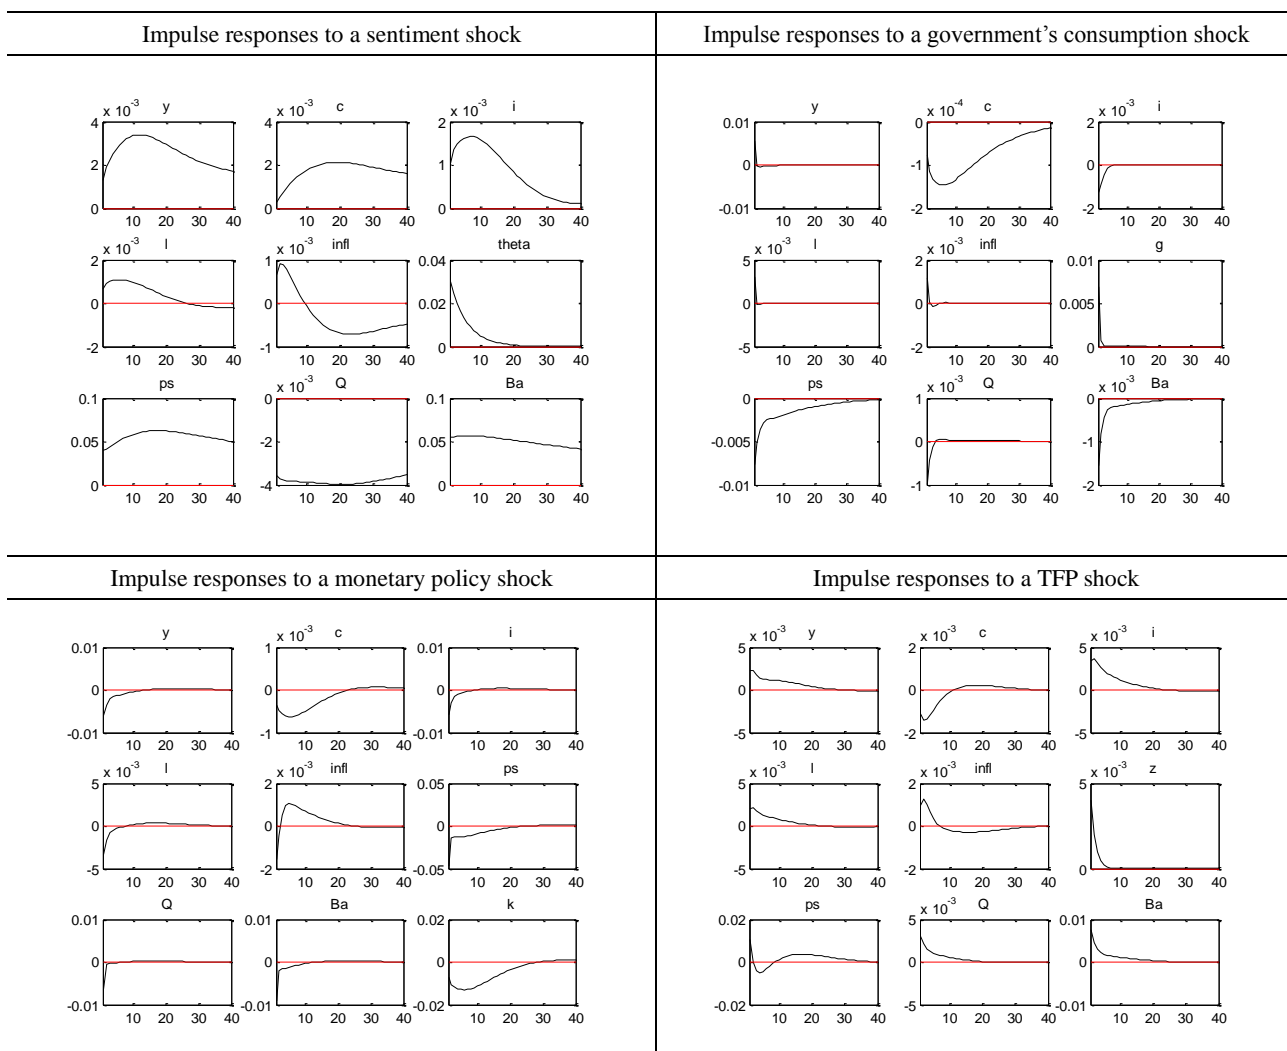 Impulse responses to a sentiment shock
Impulse responses to a government's consumption shock
x 10^-3 y
4
2
0
10 20 30 40
x 10^-3 c
4
2
0
10 20 30 40
x 10^-3 i
2
1
0
10 20 30 40
x 10^-3 l
2
0
-2
10 20 30 40
x 10^-3 infl
1
0
-1
10 20 30 40
theta
0.04
0.02
0
10 20 30 40
ps
0.1
0.05
0
10 20 30 40
x 10^-3 Q
0
-2
-4
10 20 30 40
Ba
0.1
0.05
0
10 20 30 40
y
0.01
0
-0.01
10 20 30 40
x 10^-4 c
0
-1
-2
10 20 30 40
x 10^-3 i
2
0
-2
10 20 30 40
x 10^-3 l
5
0
-5
10 20 30 40
x 10^-3 infl
2
0
-2
10 20 30 40
g
0.01
0.005
0
10 20 30 40
ps
0
-0.005
-0.01
10 20 30 40
x 10^-3 Q
1
0
-1
10 20 30 40
x 10^-3 Ba
0
-1
-2
10 20 30 40
Impulse responses to a monetary policy shock
Impulse responses to a TFP shock
y
0.01
0
-0.01
10 20 30 40
x 10^-3 c
1
0
-1
10 20 30 40
i
0.01
0
-0.01
10 20 30 40
x 10^-3 l
5
0
-5
10 20 30 40
x 10^-3 infl
2
0
-2
10 20 30 40
ps
0.05
0
-0.05
10 20 30 40
Q
0.01
0
-0.01
10 20 30 40
Ba
0.01
0
-0.01
10 20 30 40
k
0.02
0
-0.02
10 20 30 40
x 10^-3 y
5
0
-5
10 20 30 40
x 10^-3 c
2
0
-2
10 20 30 40
x 10^-3 i
5
0
-5
10 20 30 40
x 10^-3 l
5
0
-5
10 20 30 40
x 10^-3 infl
2
0
-2
10 20 30 40
x 10^-3 z
5
0
10 20 30 40
ps
0.02
0
-0.02
10 20 30 40
x 10^-3 Q
5
0
-5
10 20 30 40
Ba
0.01
0
-0.01
10 20 30 40